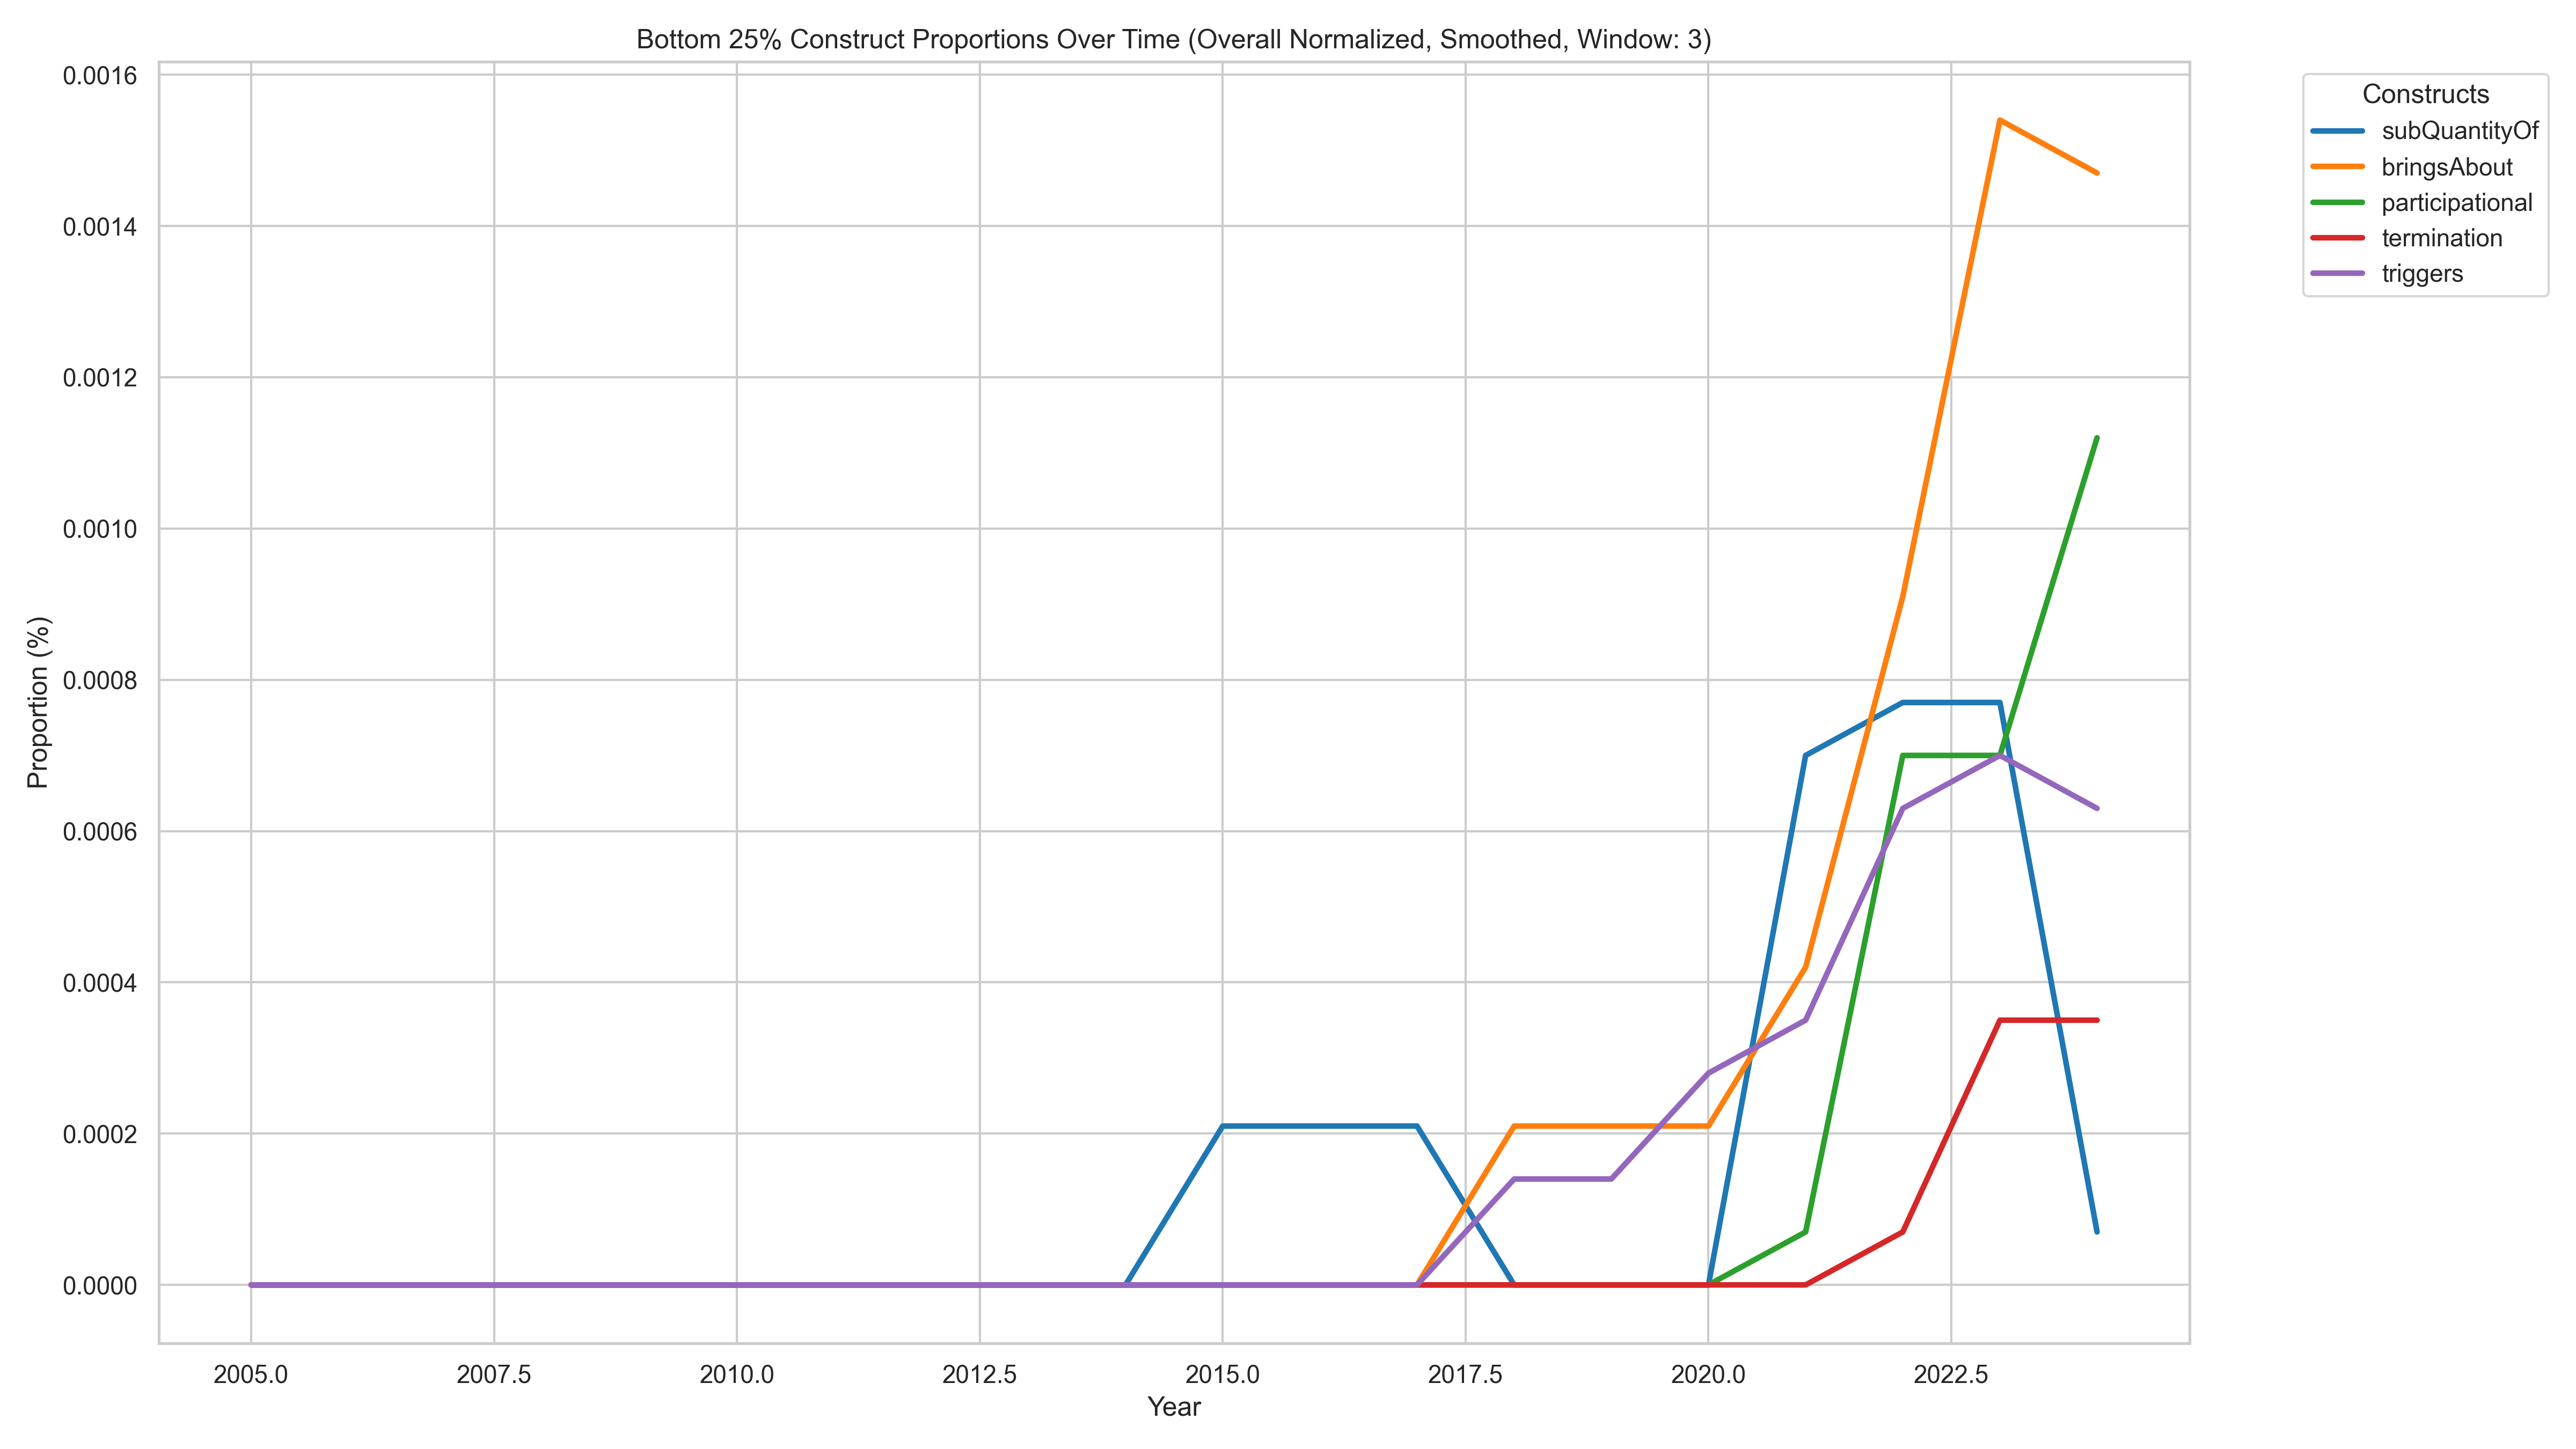 Bottom 25% Construct Proportions Over Time (Overall Normalized, Smoothed, Window: 3)
Proportion (%)
0.0016
0.0014
0.0012
0.0010
0.0008
0.0006
0.0004
0.0002
0.0000
2005.0
2007.5
2010.0
2012.5
2015.0
2017.5
2020.0
2022.5
Year
Constructs
subQuantityOf
bringsAbout
participational
termination
triggers